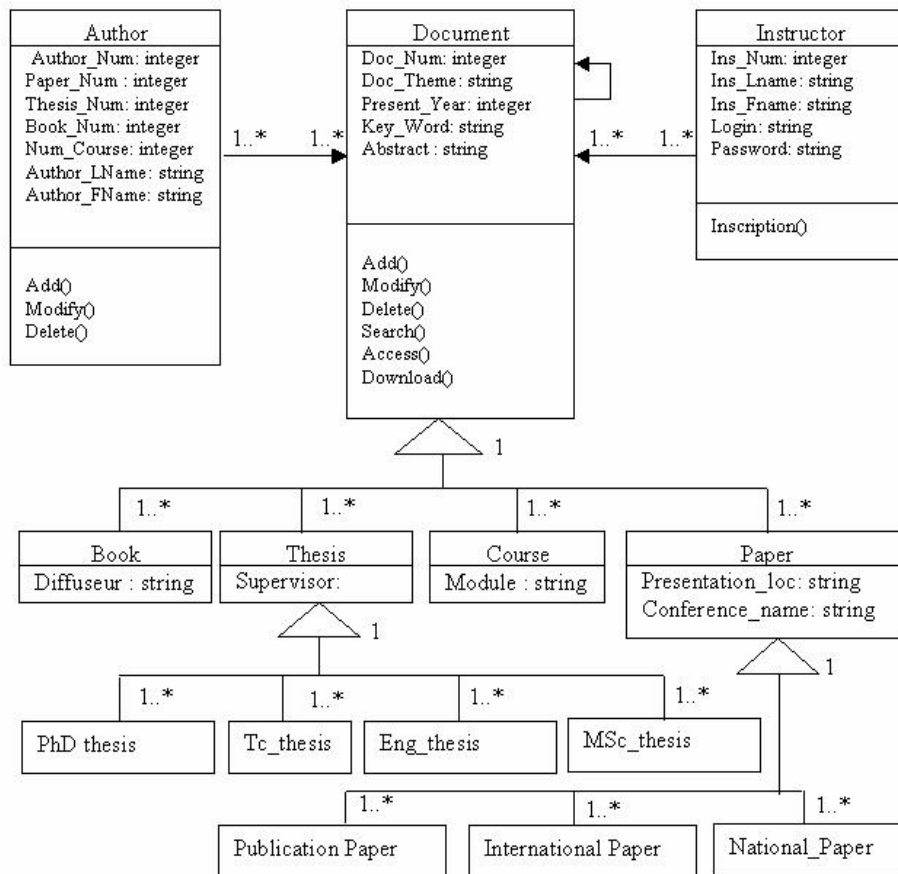 Author
Author_Num: integer
Paper_Num : integer
Thesis_Num: integer
Book_Num: integer
Num_Course: integer
Author_LName: string
Author_FName: string
Add()
Modify()
Delete()
1..*
1..*
Document
Doc_Num: integer
Doc_Theme: string
Present_Year: integer
Key_Word: string
Abstract : string
Add()
Modify()
Delete()
Search()
Access()
Download()
1..*
1..*
Instructor
Ins_Num: integer
Ins_Lname: string
Ins_Fname: string
Login: string
Password: string
Inscription()
1
1..*
1..*
1..*
1..*
Book
Diffuseur : string
Thesis
Supervisor:
Course
Module : string
Paper
Presentation_loc: string
Conference_name: string
1
1
1..*
1..*
1..*
1..*
PhD thesis
Tc_thesis
Eng_thesis
MSc_thesis
1..*
1..*
1..*
Publication Paper
International Paper
National_Paper